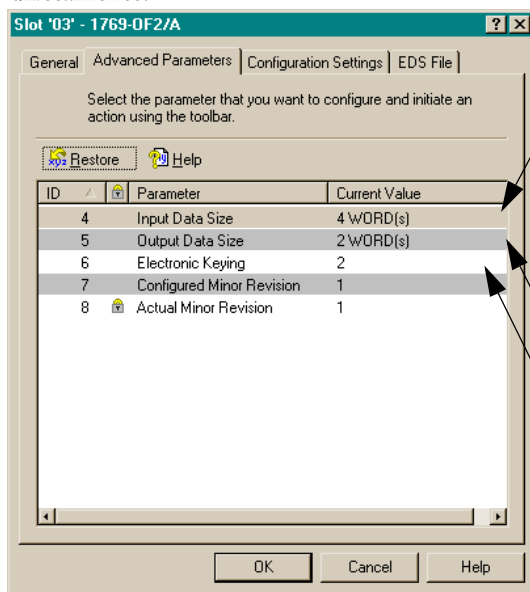 Slot '03' - 1769-OF2/A
General Advanced Parameters Configuration Settings EDS File
Select the parameter that you want to configure and initiate an
action using the toolbar.
Restore Help
ID Parameter Current Value
4 Input Data Size 4 WORD(s)
5 Output Data Size 2 WORD(s)
6 Electronic Keying 2
7 Configured Minor Revision 1
8 Actual Minor Revision 1
OK Cancel Help